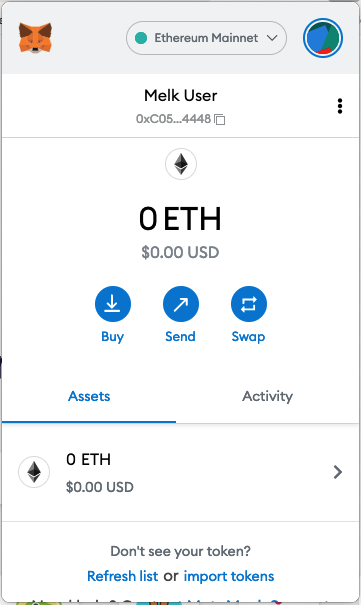 Ethereum Mainnet
Melk User
0xC05...4448
0 ETH
$0.00 USD
Buy
Send
Swap
Assets
Activity
0 ETH
$0.00 USD
Don't see your token?
Refresh list or import tokens